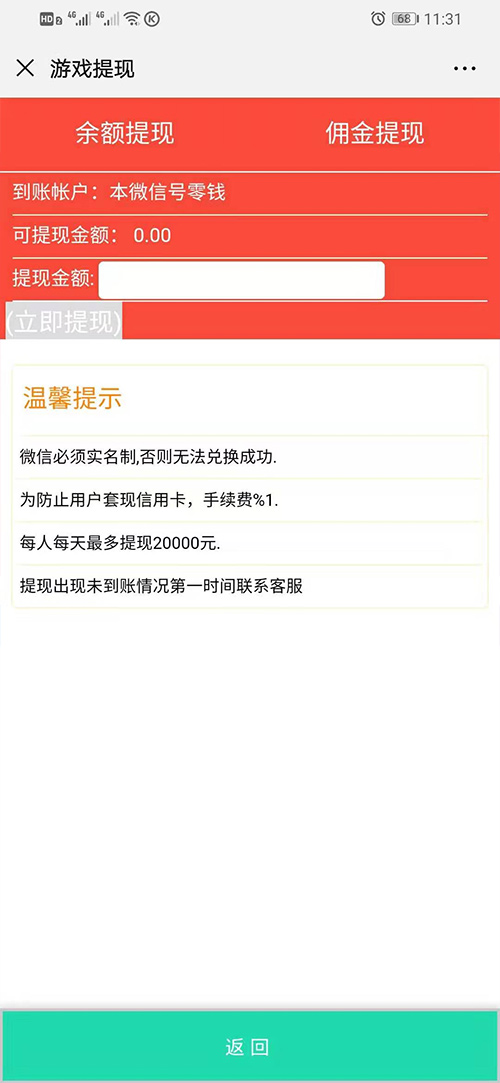 HD 2 4G 4G 68 11:31
游戏提现
余额提现 佣金提现
到账帐户：本微信号零钱
可提现金额： 0.00
提现金额:
(立即提现)
温馨提示
微信必须实名制,否则无法兑换成功.
为防止用户套现信用卡，手续费%1.
每人每天最多提现20000元.
提现出现未到账情况第一时间联系客服
返 回